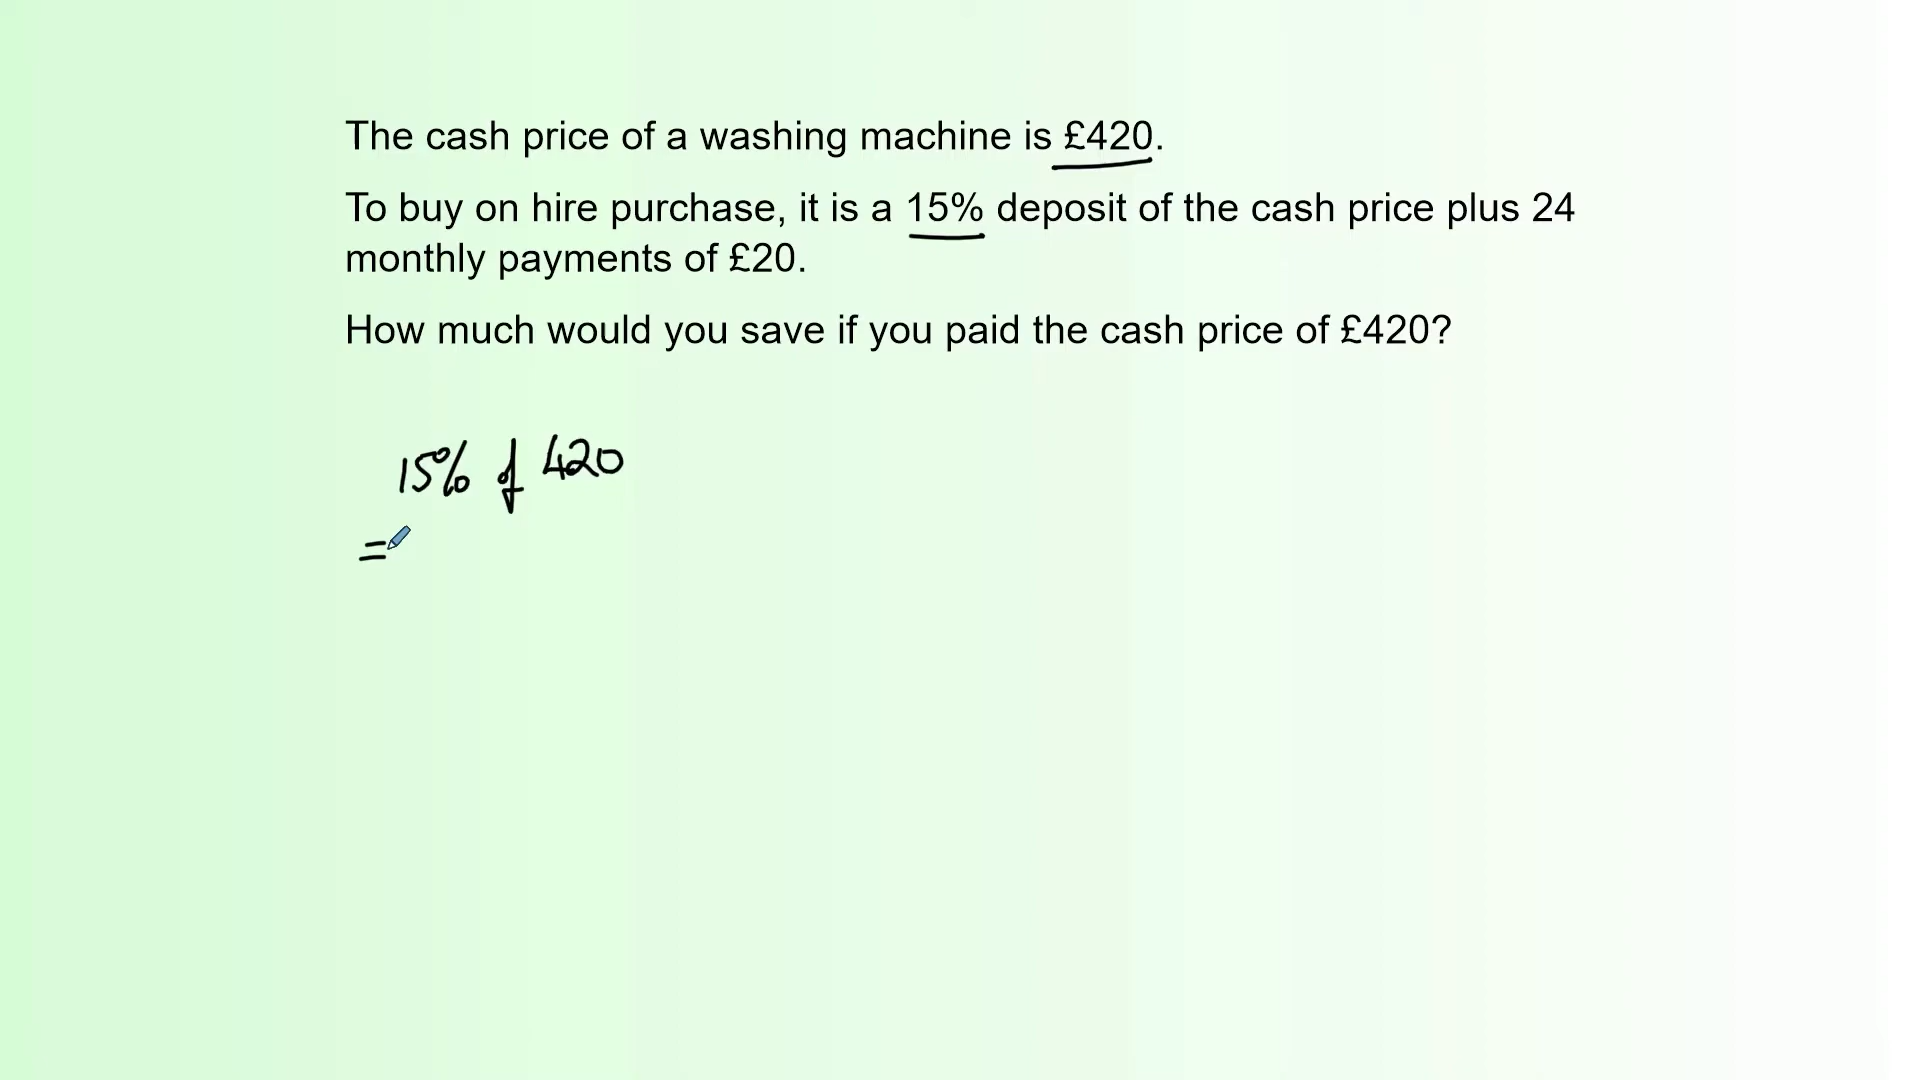 The cash price of a washing machine is £420.
To buy on hire purchase, it is a 15% deposit of the cash price plus 24
monthly payments of £20.
How much would you save if you paid the cash price of £420?
15% of 420
=